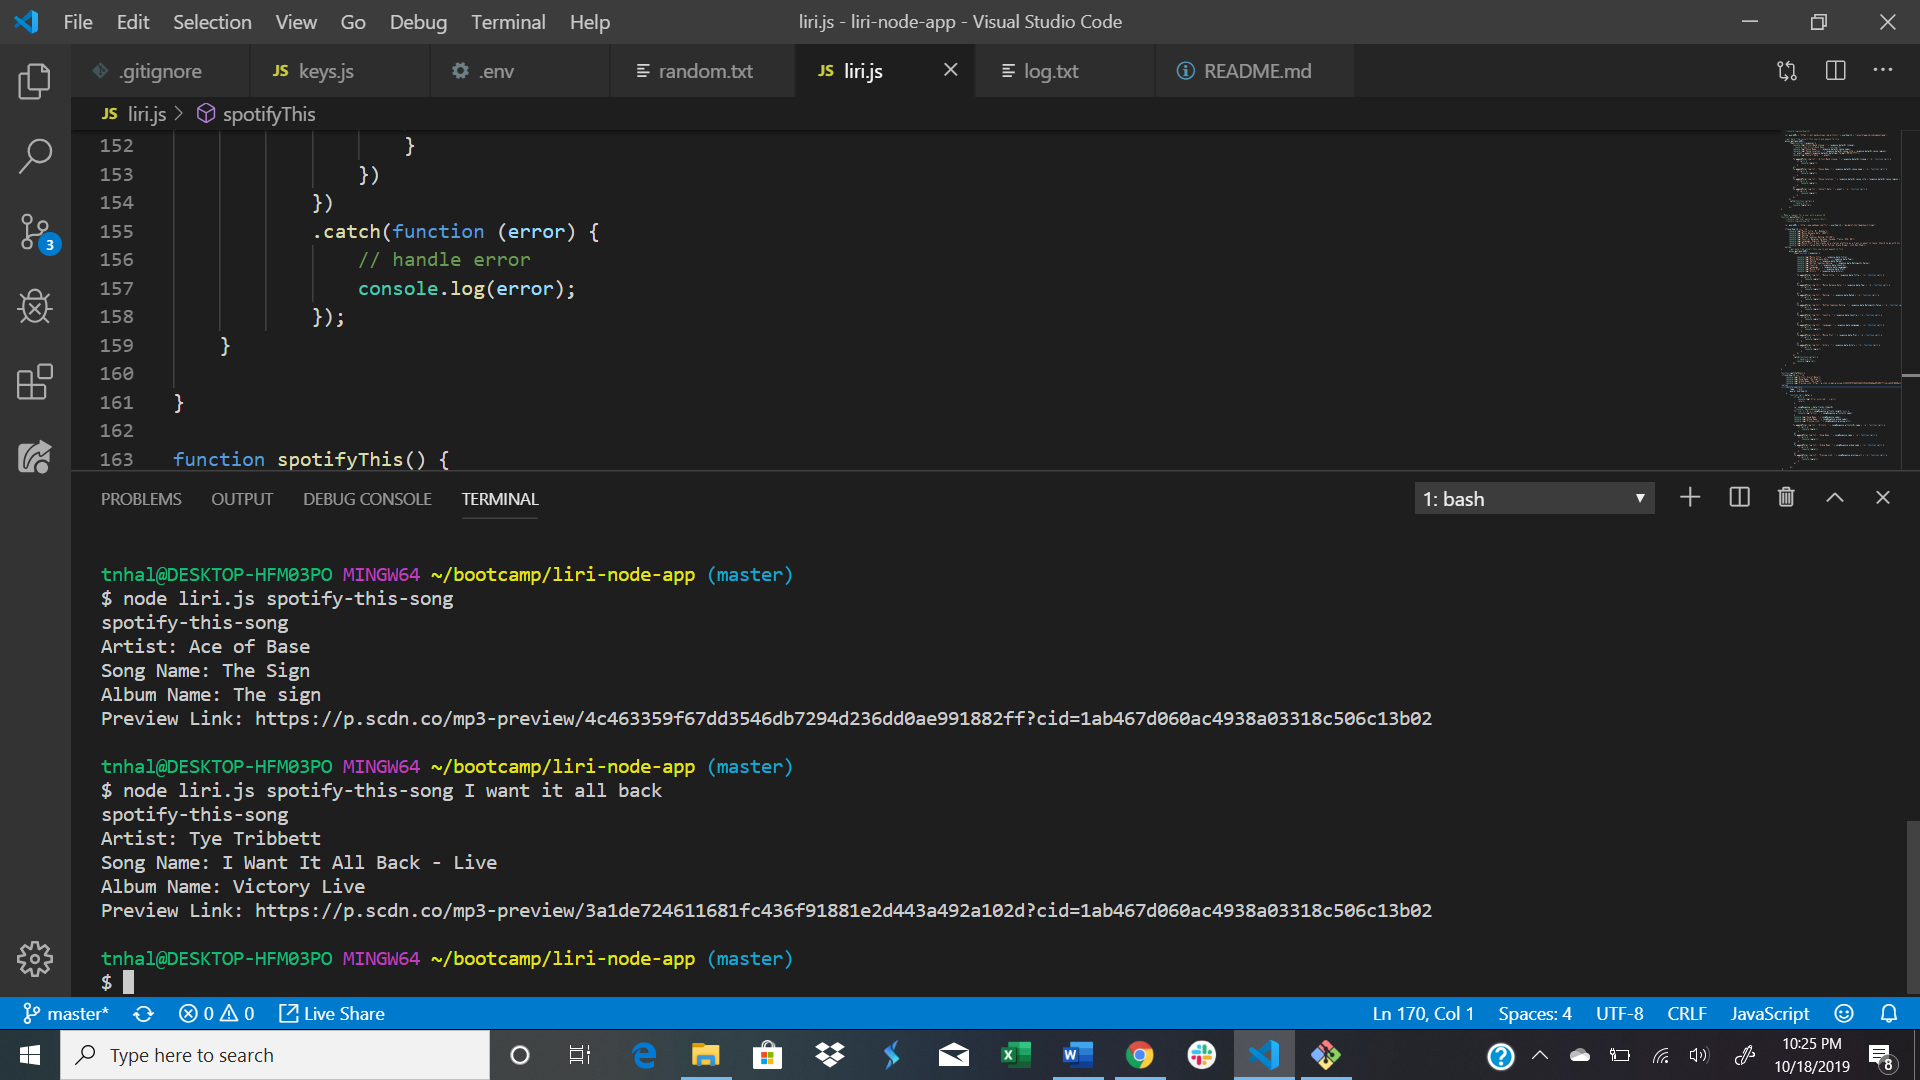 File Edit Selection View Go Debug Terminal Help
liri.js - liri-node-app - Visual Studio Code
.gitignore
JS keys.js
.env
random.txt
JS liri.js
log.txt
README.md
JS liri.js > spotifyThis
152 }
153 })
154 })
155 .catch(function (error) {
156 // handle error
157 console.log(error);
158 });
159 }
160
161 }
162
163 function spotifyThis() {
3
PROBLEMS OUTPUT DEBUG CONSOLE TERMINAL
1: bash
tnhal@DESKTOP-HFM03PO MINGW64 ~/bootcamp/liri-node-app (master)
$ node liri.js spotify-this-song
spotify-this-song
Artist: Ace of Base
Song Name: The Sign
Album Name: The sign
Preview Link: https://p.scdn.co/mp3-preview/4c463359f67dd3546db7294d236dd0ae991882ff?cid=1ab467d060ac4938a03318c506c13b02
tnhal@DESKTOP-HFM03PO MINGW64 ~/bootcamp/liri-node-app (master)
$ node liri.js spotify-this-song I want it all back
spotify-this-song
Artist: Tye Tribbett
Song Name: I Want It All Back - Live
Album Name: Victory Live
Preview Link: https://p.scdn.co/mp3-preview/3a1de724611681fc436f91881e2d443a492a102d?cid=1ab467d060ac4938a03318c506c13b02
tnhal@DESKTOP-HFM03PO MINGW64 ~/bootcamp/liri-node-app (master)
$
master* 0 0 Live Share
Ln 170, Col 1 Spaces: 4 UTF-8 CRLF JavaScript
Type here to search
10:25 PM
10/18/2019
8